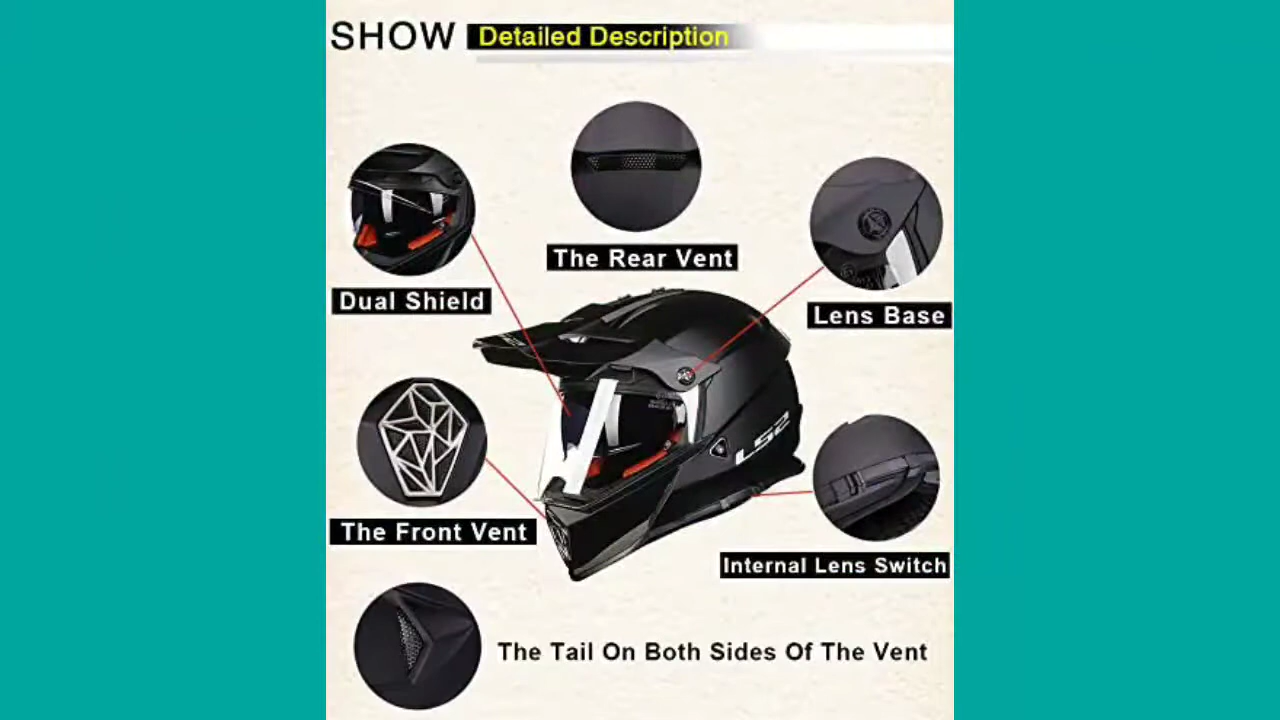 SHOW Detailed Description
The Rear Vent
Dual Shield
Lens Base
LS2
The Front Vent
Internal Lens Switch
The Tail On Both Sides Of The Vent